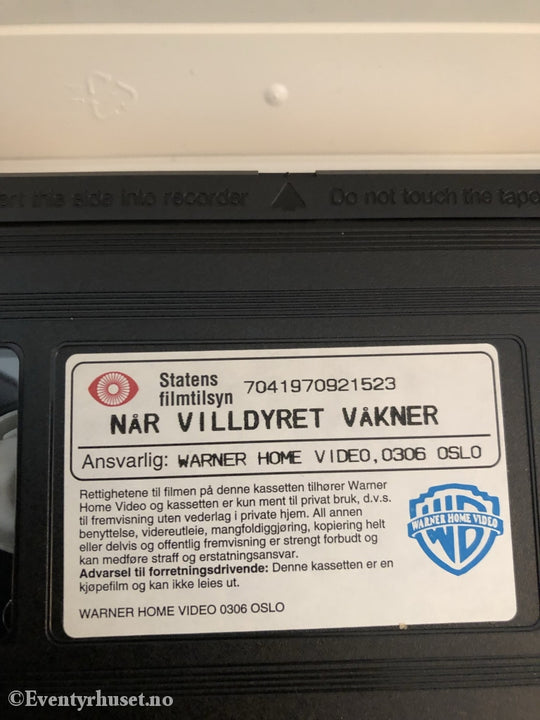 this side into recorder
Do not touch the tape
Statens
filmtilsyn
7041970921523
NÅR VILLDYRET VÅKNER
Ansvarlig: WARNER HOME VIDEO,0306 OSLO
Rettighetene til filmen på denne kassetten tilhører Warner
Home Video og kassetten er kun ment til privat bruk, d.v.s.
til fremvisning uten vederlag i private hjem. All annen
benyttelse, videreutleie, mangfoldiggjøring, kopiering helt
eller delvis og offentlig fremvisning er strengt forbudt og
kan medføre straff og erstatningsansvar.
Advarsel til forretningsdrivende: Denne kassetten er en
kjøpefilm og kan ikke leies ut.
WARNER HOME VIDEO 0306 OSLO
WB
WARNER HOME VIDEO
©Eventyrhuset.no